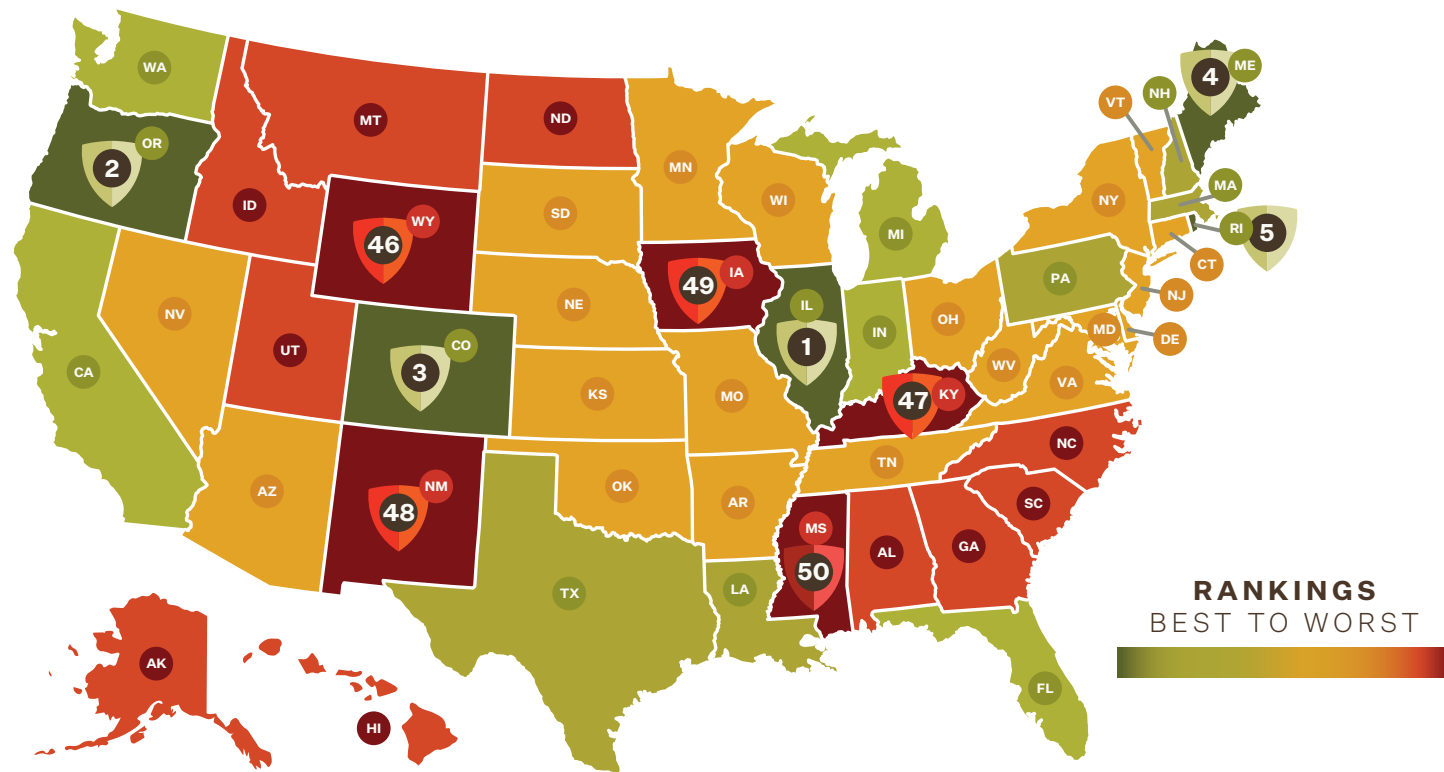 WA
OR
2
CA
NV
ID
MT
ND
WY
46
UT
CO
3
AZ
NM
48
SD
NE
KS
OK
TX
MN
IA
49
MO
AR
LA
WI
IL
1
MI
IN
OH
KY
47
TN
MS
50
AL
GA
FL
SC
NC
VA
WV
MD
DE
PA
NJ
NY
CT
RI
5
MA
VT
NH
ME
4
AK
HI
RANKINGS
BEST TO WORST